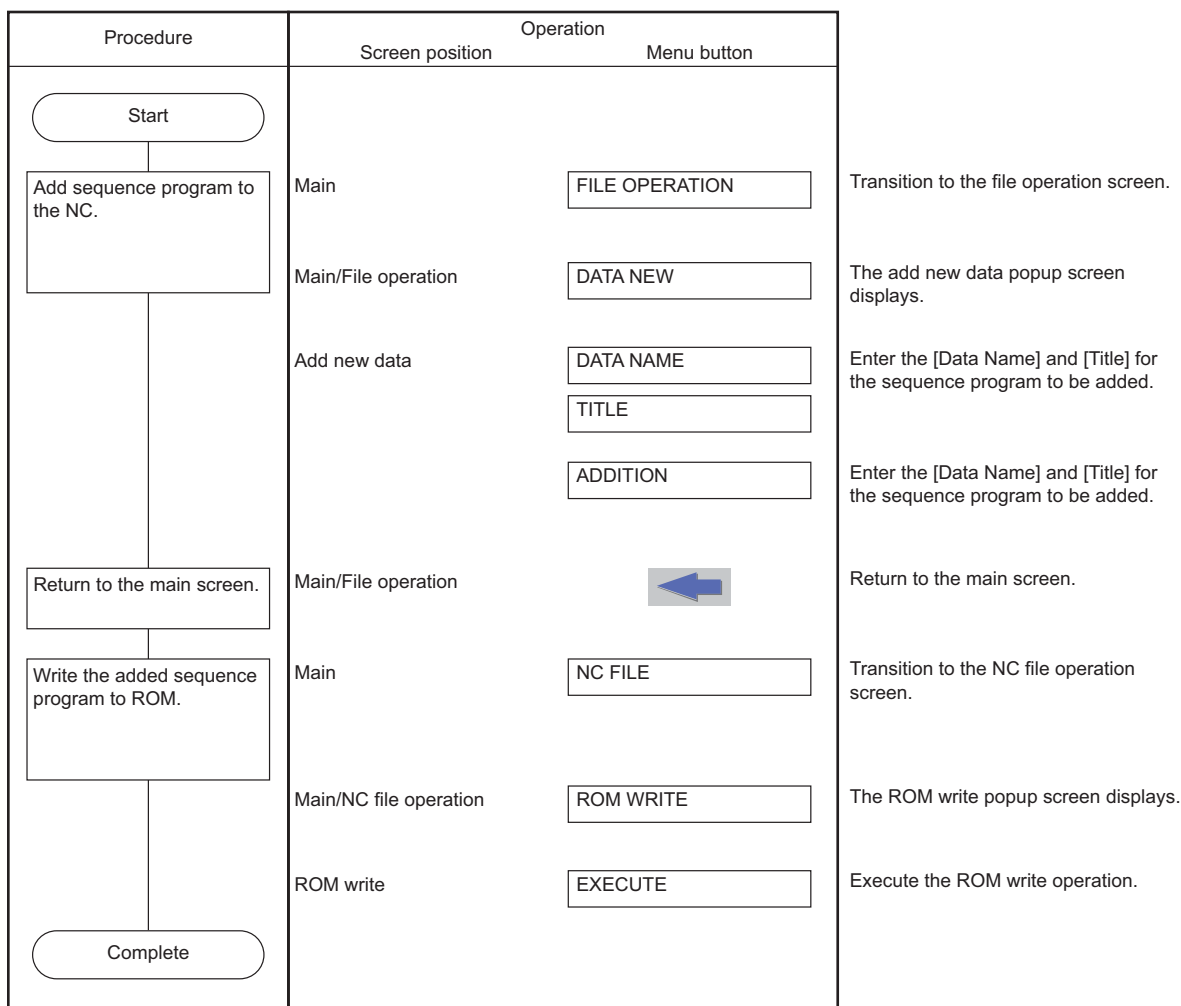 Procedure
Operation
Screen position
Menu button
Start
Add sequence program to
the NC.
Main
FILE OPERATION
Transition to the file operation screen.
Main/File operation
DATA NEW
The add new data popup screen
displays.
Add new data
DATA NAME
Enter the [Data Name] and [Title] for
the sequence program to be added.
TITLE
ADDITION
Enter the [Data Name] and [Title] for
the sequence program to be added.
Return to the main screen.
Main/File operation
Return to the main screen.
Write the added sequence
program to ROM.
Main
NC FILE
Transition to the NC file operation
screen.
Main/NC file operation
ROM WRITE
The ROM write popup screen displays.
ROM write
EXECUTE
Execute the ROM write operation.
Complete